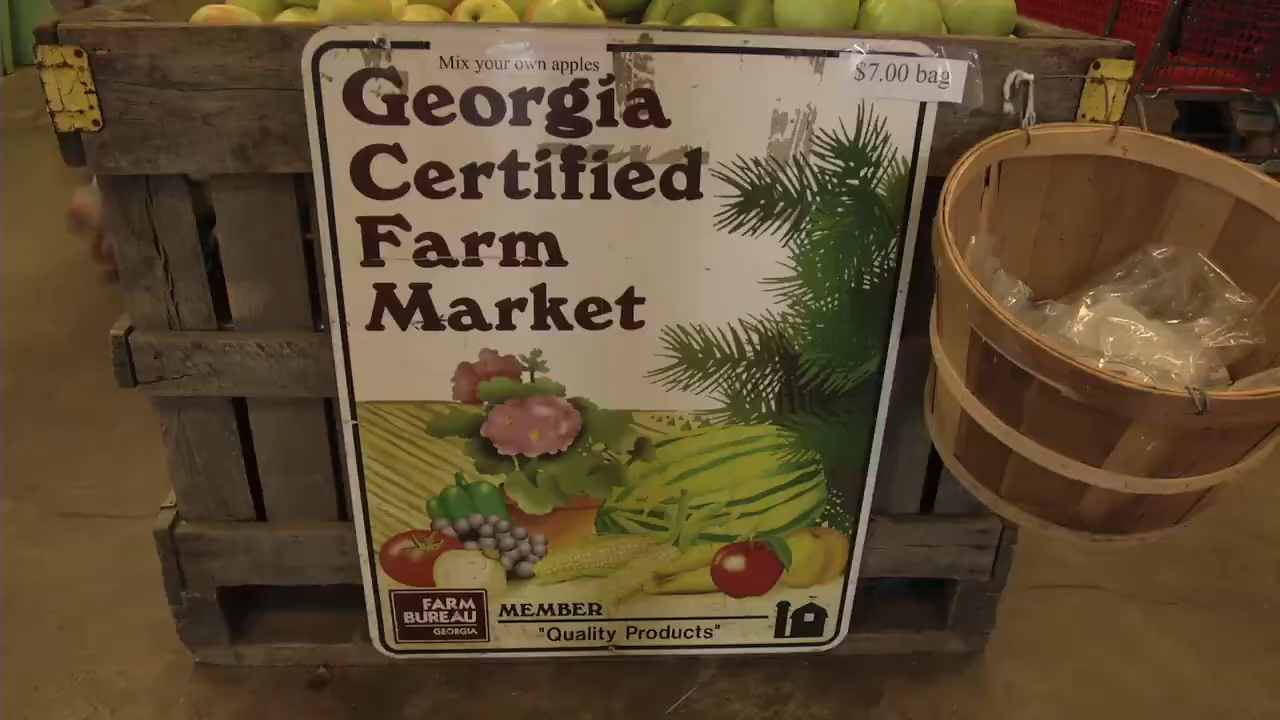 Mix your own apples
$7.00 bag
Georgia
Certified
Farm
Market
FARM
BUREAU
GEORGIA
MEMBER
"Quality Products"